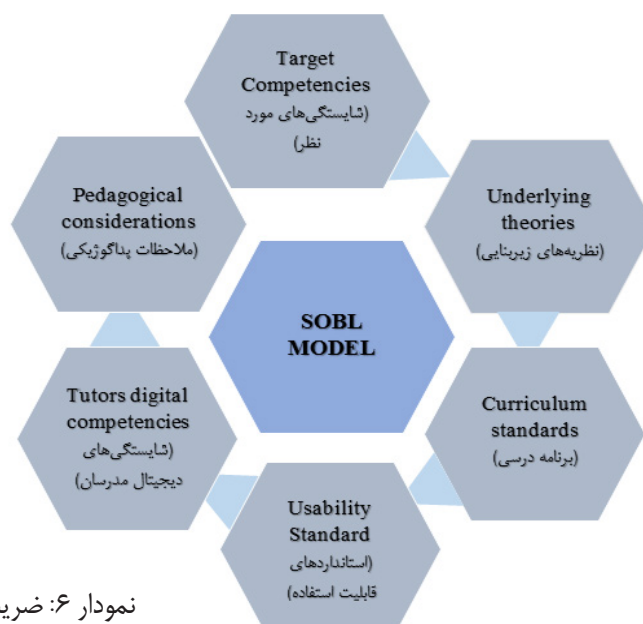 Target
Competencies
(شایستگی‌های مورد
نظر)
Underlying
theories
(نظریه‌های زیربنایی)
Curriculum
standards
(برنامه درسی)
Usability
Standard
(استانداردهای
قابلیت استفاده)
Tutors digital
competencies
(شایستگی‌های
دیجیتال مدرسان)
Pedagogical
considerations
(ملاحظات پداگوژیکی)
SOBL
MODEL
نمودار ۶: